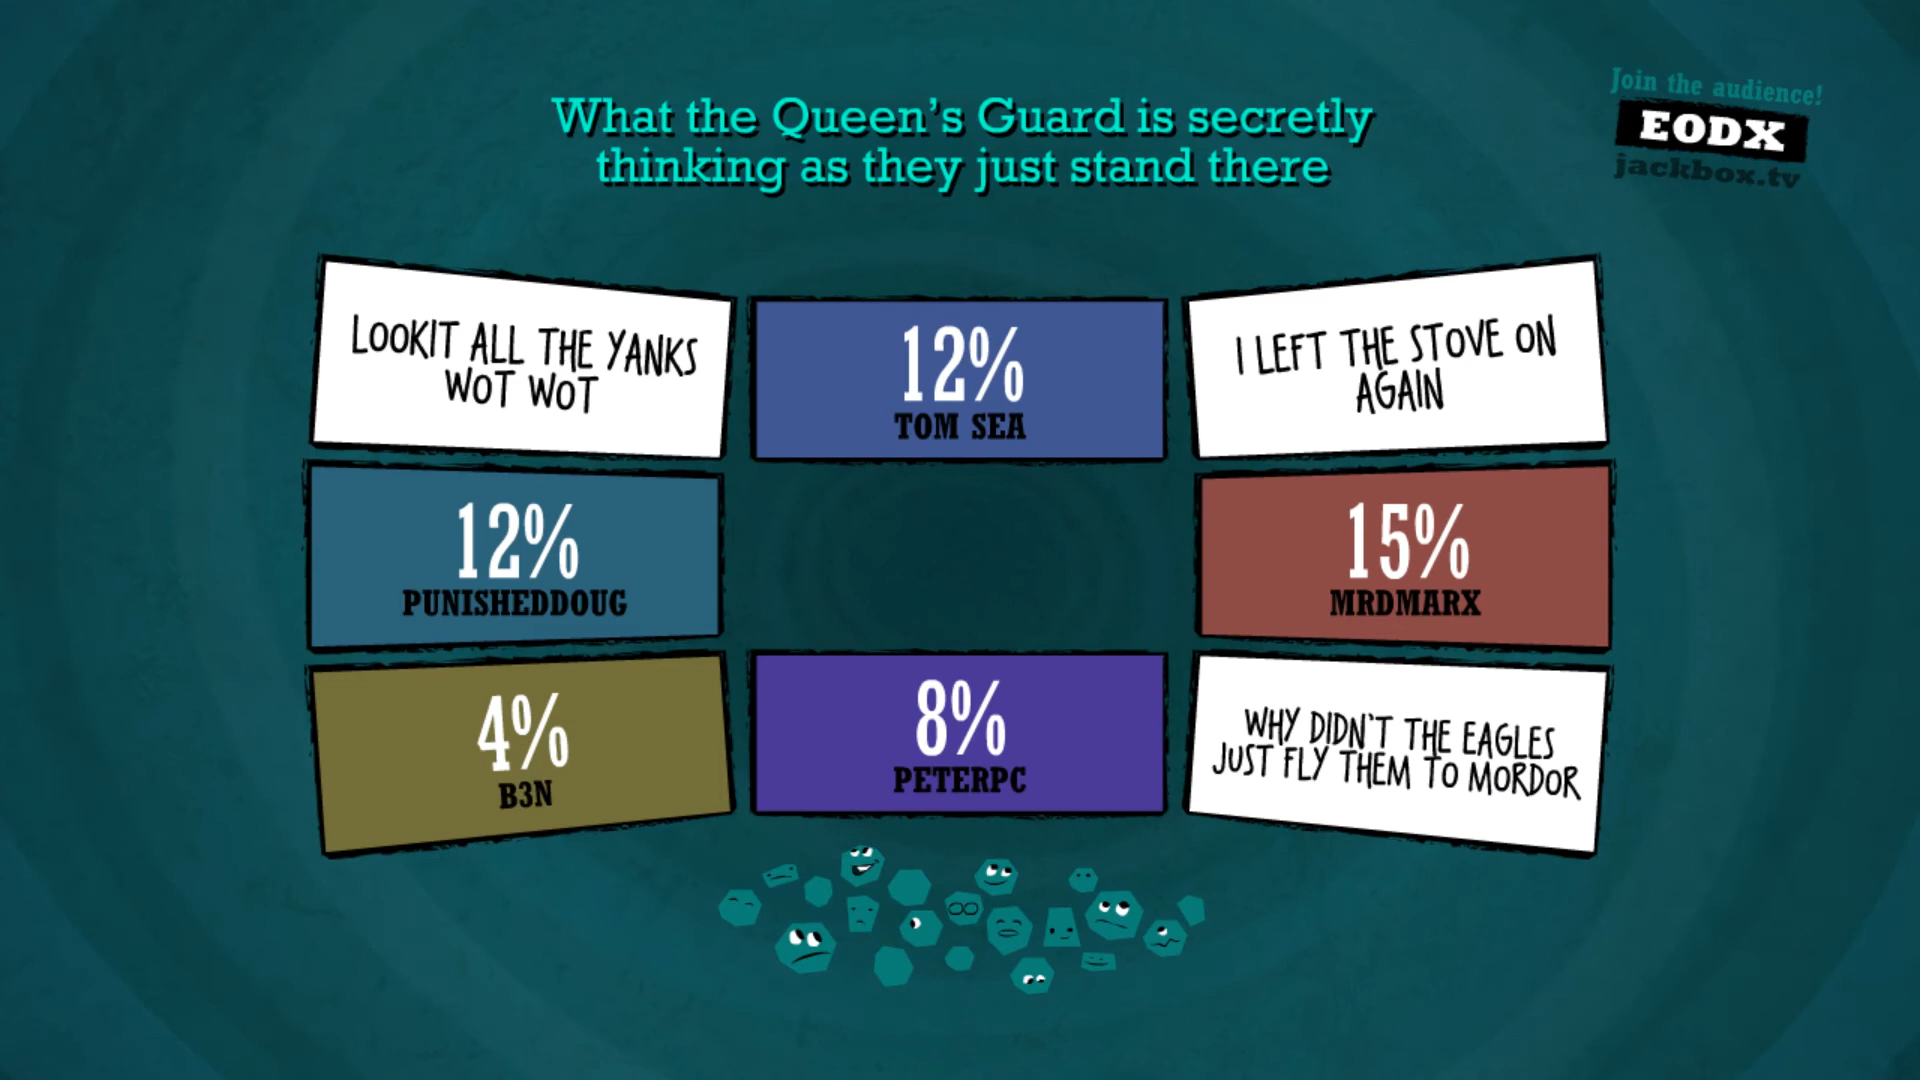 What the Queen's Guard is secretly
thinking as they just stand there
Join the audience!
EODX
jackbox.tv
LOOKIT ALL THE YANKS
WOT WOT
12%
TOM SEA
I LEFT THE STOVE ON
AGAIN
12%
PUNISHEDDOUG
15%
MRDMARX
4%
B3N
8%
PETERPC
WHY DIDN'T THE EAGLES
JUST FLY THEM TO MORDOR